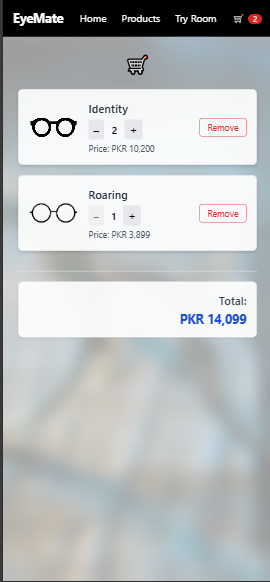 EyeMate Home Products Try Room 2
Identity
− 2 +
Remove
Price: PKR 10,200
Roaring
− 1 +
Remove
Price: PKR 3,899
Total:
PKR 14,099